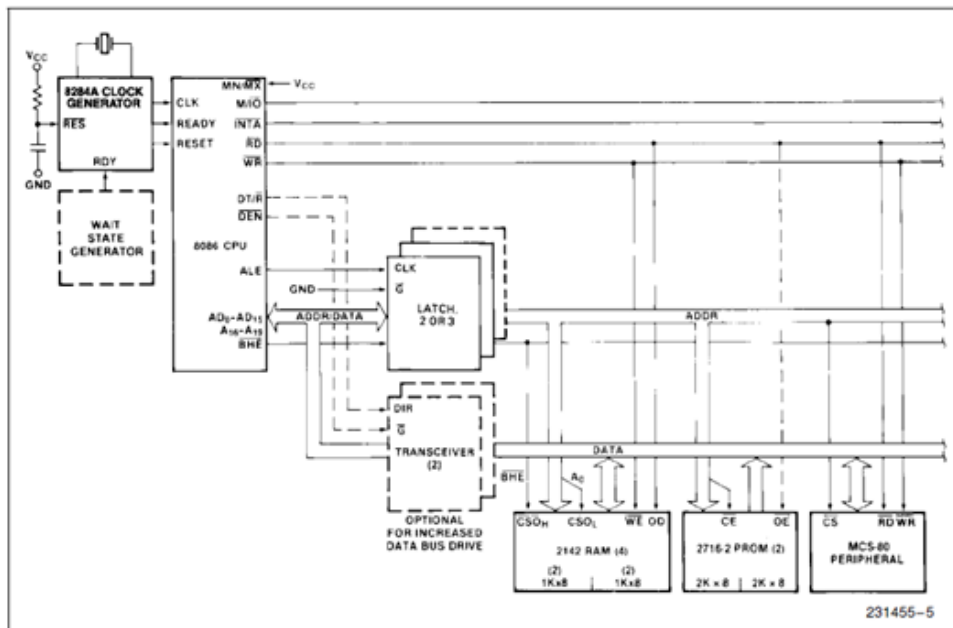 VCC
8284A CLOCK
GENERATOR
RES
RDY
GND
WAIT
STATE
GENERATOR
CLK
READY
RESET
MN/MX
VCC
M/IO
INTA
RD
WR
DT/R
DEN
8086 CPU
ALE
AD0-AD15
A16-A19
BHE
GND
ADDR/DATA
CLK
G
LATCH
2 OR 3
ADDR
DIR
G
TRANSCEIVER
(2)
OPTIONAL
FOR INCREASED
DATA BUS DRIVE
DATA
BHE
A0
CSOH
CSOL
WE
OD
2142 RAM (4)
(2)
1Kx8
(2)
1Kx8
CE
OE
2716-2 PROM (2)
2K x 8
2K x 8
CS
RD
WR
MCS-80
PERIPHERAL
231455-5